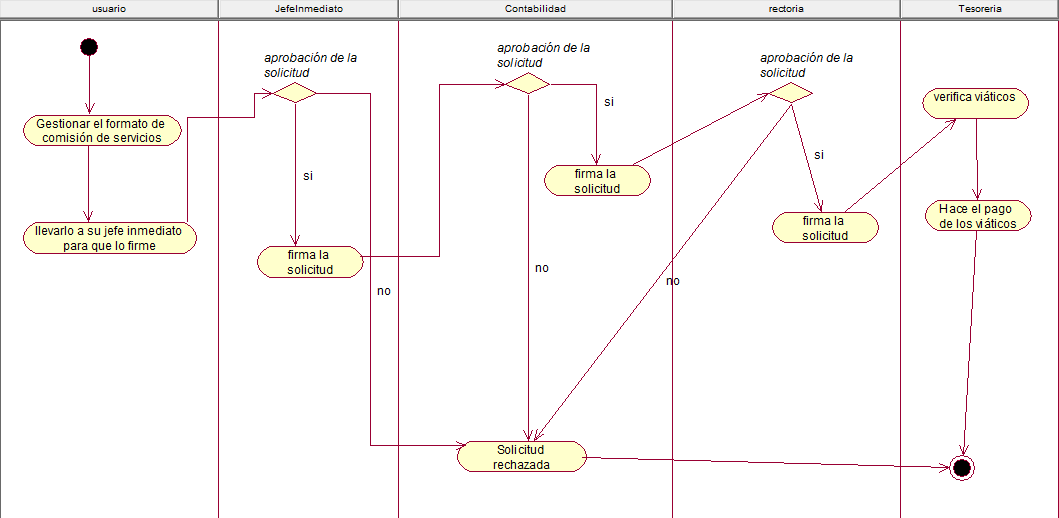 usuario
JefeInmediato
Contabilidad
rectoria
Tesoreria
Gestionar el formato de
comisión de servicios
llevarlo a su jefe inmediato
para que lo firme
aprobación de la
solicitud
si
firma la
solicitud
no
aprobación de la
solicitud
si
firma la
solicitud
no
Solicitud
rechazada
aprobación de la
solicitud
si
firma la
solicitud
no
verifica viáticos
Hace el pago
de los viáticos